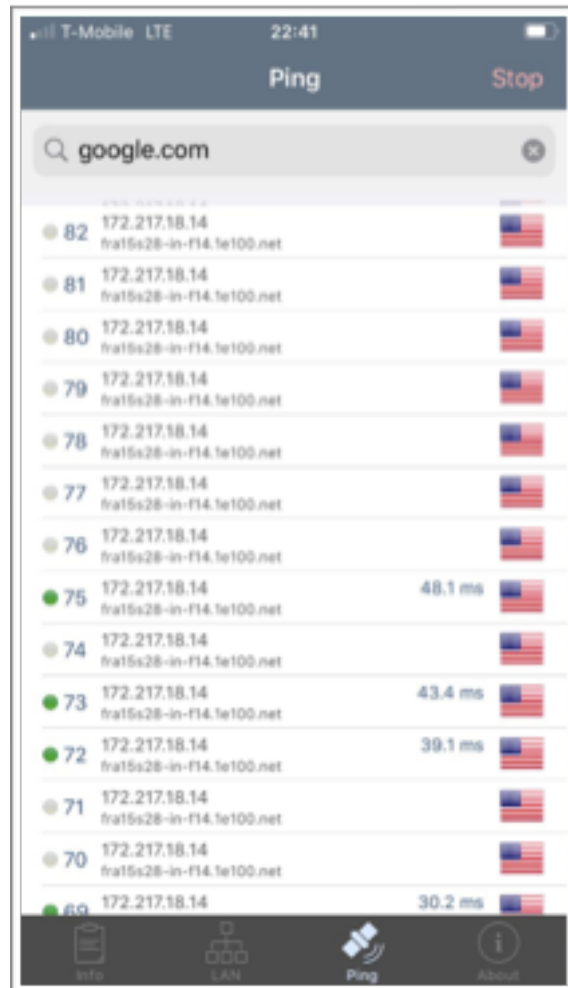 T-Mobile LTE 22:41
Ping Stop
google.com
82 172.217.18.14
fra15s28-in-f14.1e100.net
81 172.217.18.14
fra15s28-in-f14.1e100.net
80 172.217.18.14
fra15s28-in-f14.1e100.net
79 172.217.18.14
fra15s28-in-f14.1e100.net
78 172.217.18.14
fra15s28-in-f14.1e100.net
77 172.217.18.14
fra15s28-in-f14.1e100.net
76 172.217.18.14
fra15s28-in-f14.1e100.net
75 172.217.18.14 48.1 ms
fra15s28-in-f14.1e100.net
74 172.217.18.14
fra15s28-in-f14.1e100.net
73 172.217.18.14 43.4 ms
fra15s28-in-f14.1e100.net
72 172.217.18.14 39.1 ms
fra15s28-in-f14.1e100.net
71 172.217.18.14
fra15s28-in-f14.1e100.net
70 172.217.18.14
fra15s28-in-f14.1e100.net
69 172.217.18.14 30.2 ms
Info LAN Ping About